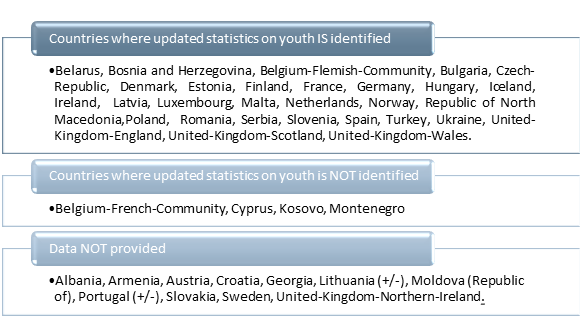 Countries where updated statistics on youth IS identified
•Belarus, Bosnia and Herzegovina, Belgium-Flemish-Community, Bulgaria, Czech-
Republic, Denmark, Estonia, Finland, France, Germany, Hungary, Iceland,
Ireland, Latvia, Luxembourg, Malta, Netherlands, Norway, Republic of North
Macedonia,Poland, Romania, Serbia, Slovenia, Spain, Turkey, Ukraine, United-
Kingdom-England, United-Kingdom-Scotland, United-Kingdom-Wales.
Countries where updated statistics on youth is NOT identified
•Belgium-French-Community, Cyprus, Kosovo, Montenegro
Data NOT provided
•Albania, Armenia, Austria, Croatia, Georgia, Lithuania (+/-), Moldova (Republic
of), Portugal (+/-), Slovakia, Sweden, United-Kingdom-Northern-Ireland.